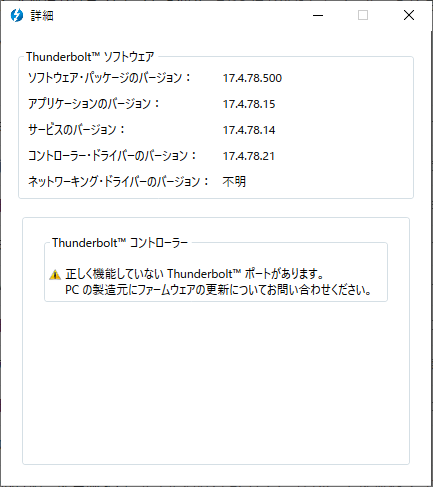 詳細
Thunderbolt™ ソフトウェア
ソフトウェア・パッケージのバージョン： 17.4.78.500
アプリケーションのバージョン： 17.4.78.15
サービスのバージョン： 17.4.78.14
コントローラー・ドライバーのバーション： 17.4.78.21
ネットワーキング・ドライバーのバージョン： 不明
Thunderbolt™ コントローラー
正しく機能していない Thunderbolt™ ポートがあります。
PC の製造元にファームウェアの更新についてお問い合わせください。